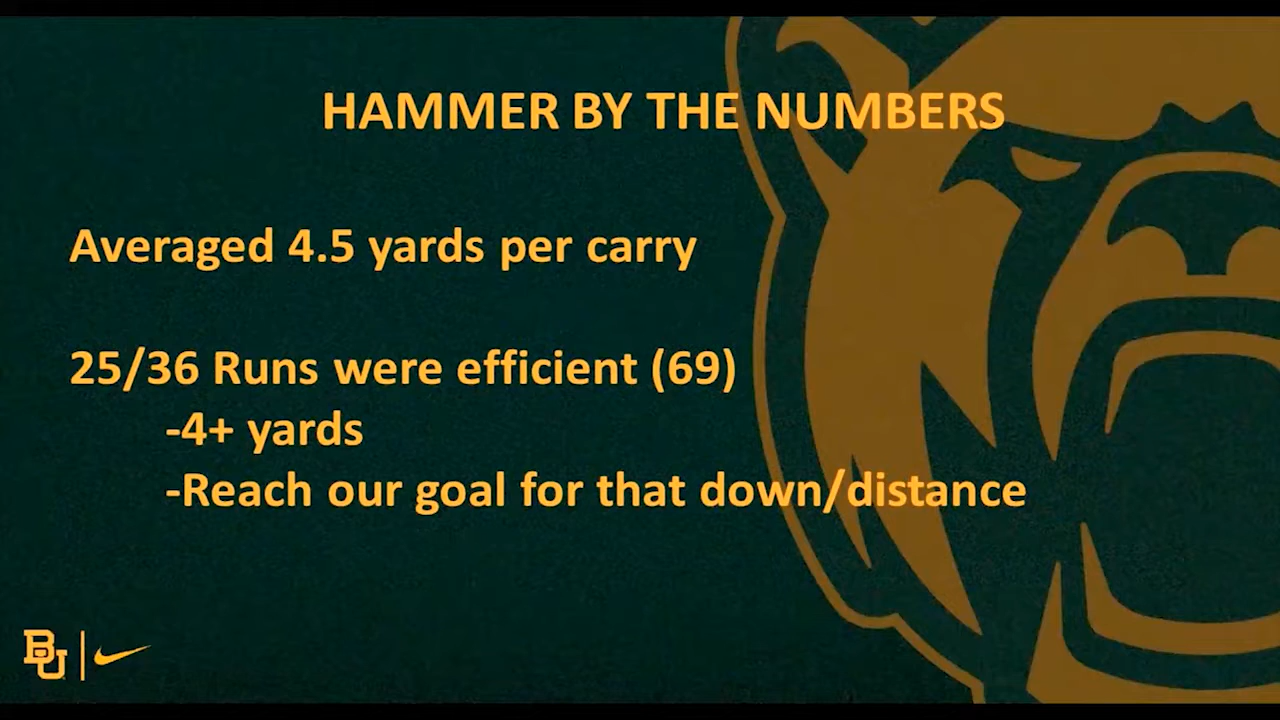 HAMMER BY THE NUMBERS
Averaged 4.5 yards per carry
25/36 Runs were efficient (69)
-4+ yards
-Reach our goal for that down/distance
BU